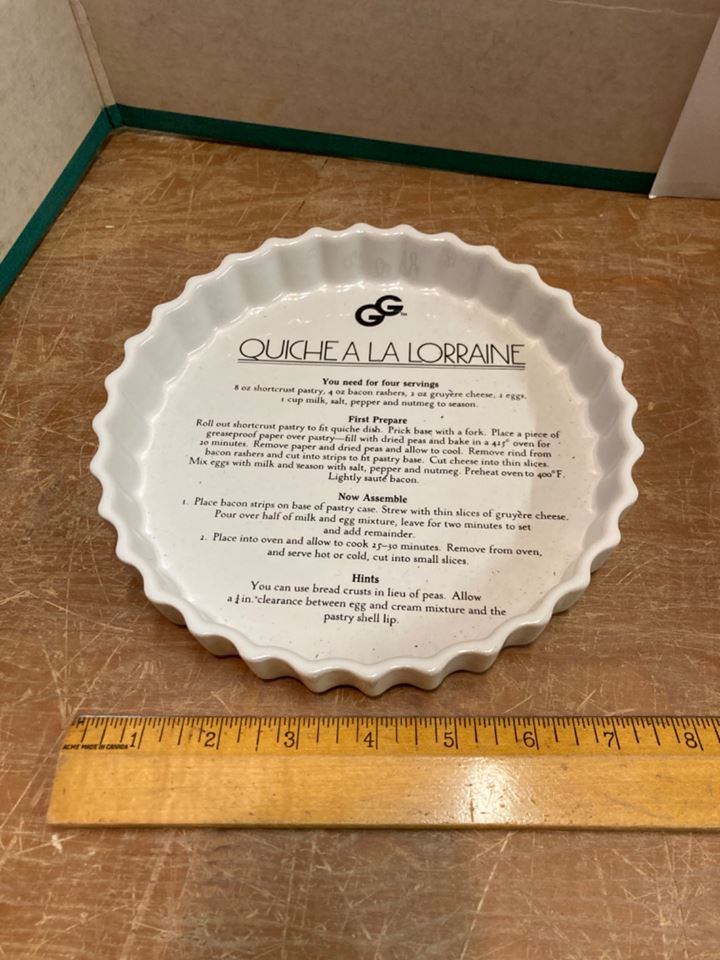 GG
QUICHE A LA LORRAINE
You need for four servings
8 oz shortcrust pastry, 4 oz bacon rashers, 2 oz gruyère cheese, 2 eggs,
1 cup milk, salt, pepper and nutmeg to season.
First Prepare
Roll out shortcrust pastry to fit quiche dish. Prick base with a fork. Place a piece of
greaseproof paper over pastry—fill with dried peas and bake in a 425° oven for
20 minutes. Remove paper and dried peas and allow to cool. Remove rind from
bacon rashers and cut into strips to fit pastry base. Cut cheese into thin slices.
Mix eggs with milk and season with salt, pepper and nutmeg. Preheat oven to 400°F.
Lightly sauté bacon.
Now Assemble
1. Place bacon strips on base of pastry case. Strew with thin slices of gruyère cheese.
Pour over half of milk and egg mixture, leave for two minutes to set
and add remainder.
2. Place into oven and allow to cook 25–30 minutes. Remove from oven,
and serve hot or cold, cut into small slices.
Hints
You can use bread crusts in lieu of peas. Allow
a in. clearance between egg and cream mixture and the
pastry shell lip.
ACME MADE IN CANADA 1 2 3 4 5 6 7 8